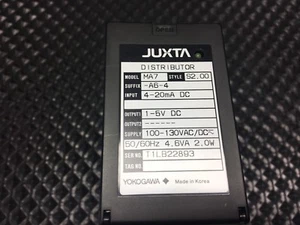 JUXTA
DISTRIBUTOR
MODEL MA7 STYLE S2.00
SUFFIX -A6-4
INPUT 4-20mA DC
OUTPUT1 1-5V DC
OUTPUT2 ------
SUPPLY 100-130VAC/DC
50/60Hz 4.6VA 2.0W
SER NO. T1LB22893
TAG NO.
YOKOGAWA Made in Korea